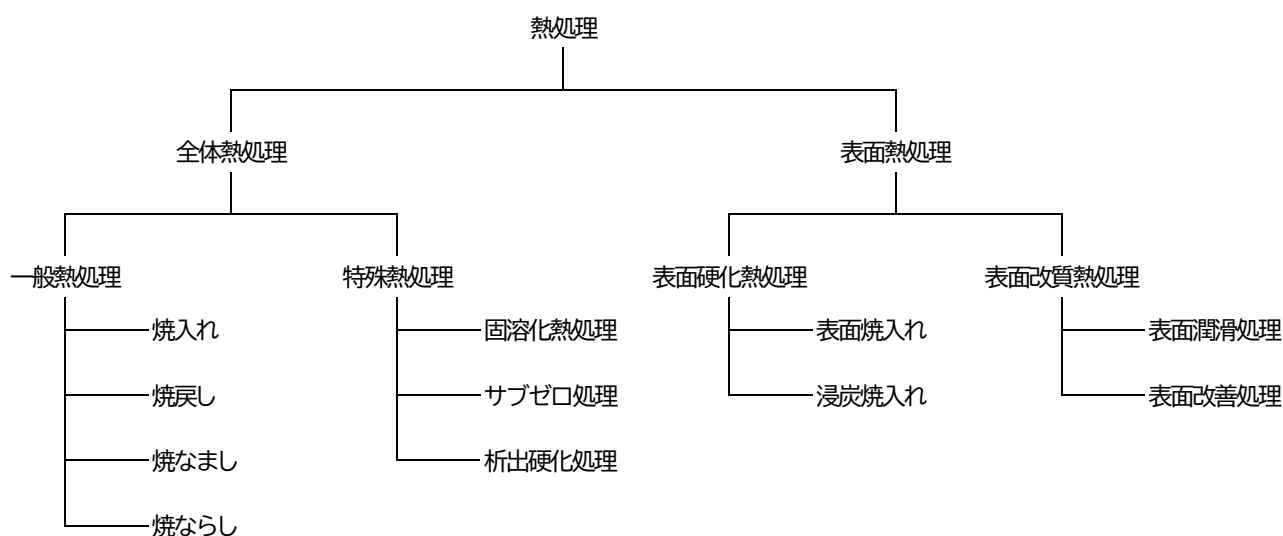 熱処理
全体熱処理
表面熱処理
一般熱処理
特殊熱処理
表面硬化熱処理
表面改質熱処理
焼入れ
固溶化熱処理
表面焼入れ
表面潤滑処理
焼戻し
サブゼロ処理
浸炭焼入れ
表面改善処理
焼なまし
析出硬化処理
焼ならし